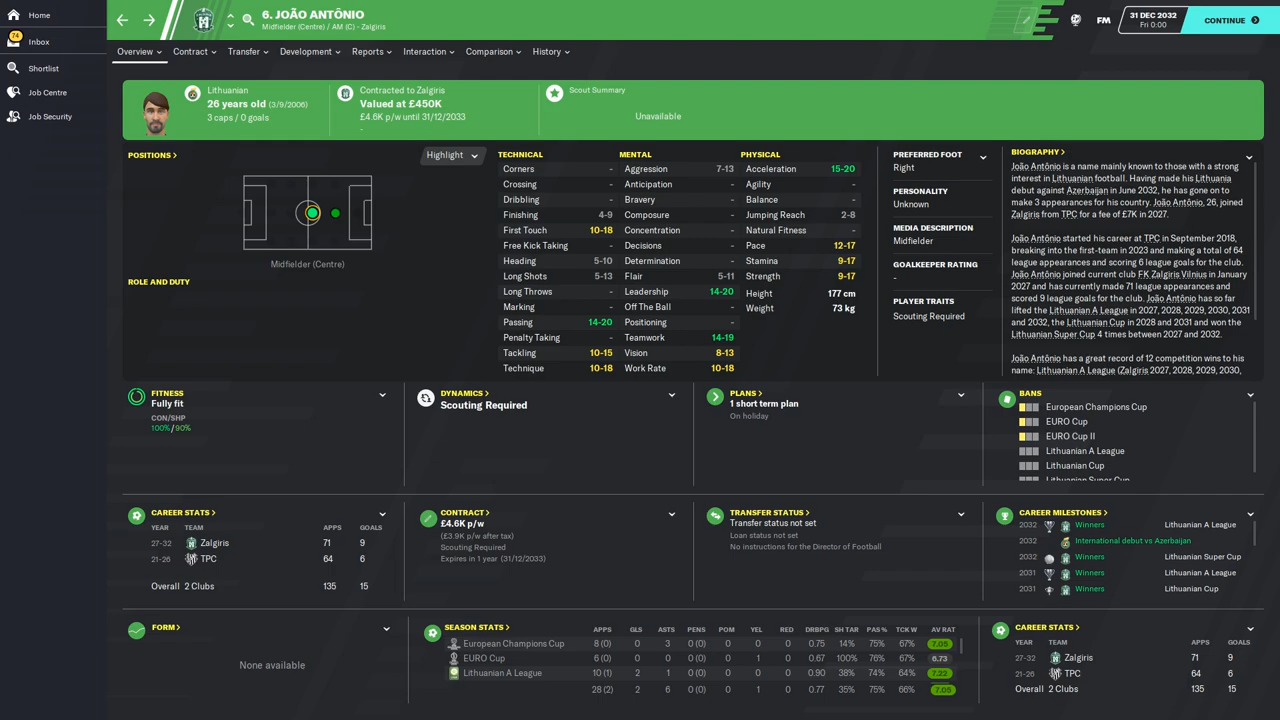 Home
74
Inbox
Shortlist
Job Centre
Job Security
6. JOÃO ANTÔNIO
Midfielder (Centre) / AM (C) - Zalgiris
FM
31 DEC 2032
Fri 0:00
CONTINUE
Overview
Contract
Transfer
Development
Reports
Interaction
Comparison
History
Lithuanian
26 years old (3/9/2006)
3 caps / 0 goals
Contracted to Zalgiris
Valued at £450K
£4.6K p/w until 31/12/2033
-
Scout Summary
Unavailable
POSITIONS
Highlight
Midfielder (Centre)
ROLE AND DUTY
TECHNICAL
Corners -
Crossing -
Dribbling -
Finishing 4-9
First Touch 10-18
Free Kick Taking -
Heading 5-10
Long Shots 5-13
Long Throws -
Marking -
Passing 14-20
Penalty Taking -
Tackling 10-15
Technique 10-18
MENTAL
Aggression 7-13
Anticipation -
Bravery -
Composure -
Concentration -
Decisions -
Determination -
Flair 5-11
Leadership 14-20
Off The Ball -
Positioning -
Teamwork 14-19
Vision 8-13
Work Rate 10-18
PHYSICAL
Acceleration 15-20
Agility -
Balance -
Jumping Reach 2-8
Natural Fitness -
Pace 12-17
Stamina 9-17
Strength 9-17
Height 177 cm
Weight 73 kg
PREFERRED FOOT
Right
PERSONALITY
Unknown
MEDIA DESCRIPTION
Midfielder
GOALKEEPER RATING
-
PLAYER TRAITS
Scouting Required
BIOGRAPHY
João Antônio is a name mainly known to those with a strong
interest in Lithuanian football. Having made his Lithuania
debut against Azerbaijan in June 2032, he has gone on to
make 3 appearances for his country. João Antônio, 26, joined
Zalgiris from TPC for a fee of £7K in 2027.
João Antônio started his career at TPC in September 2018,
breaking into the first-team in 2023 and making a total of 64
league appearances and scoring 6 league goals for the club.
João Antônio joined current club FK Zalgiris Vilnius in January
2027 and has currently made 71 league appearances and
scored 9 league goals for the club. João Antônio has so far
lifted the Lithuanian A League in 2027, 2028, 2029, 2030, 2031
and 2032, the Lithuanian Cup in 2028 and 2031 and won the
Lithuanian Super Cup 4 times between 2027 and 2032.
João Antônio has a great record of 12 competition wins to his
name: Lithuanian A League (Zalgiris 2027, 2028, 2029, 2030, 2031,
FITNESS
Fully fit
CON/SHP
100%/90%
DYNAMICS
Scouting Required
PLANS
1 short term plan
On holiday
BANS
European Champions Cup
EURO Cup
EURO Cup II
Lithuanian A League
Lithuanian Cup
Lithuanian Super Cup
CAREER STATS
YEAR TEAM APPS GOALS
27-32 Zalgiris 71 9
21-26 TPC 64 6
Overall 2 Clubs 135 15
CONTRACT
£4.6K p/w
(£3.9K p/w after tax)
Scouting Required
Expires in 1 year (31/12/2033)
TRANSFER STATUS
Transfer status not set
Loan status not set
No instructions for the Director of Football
CAREER MILESTONES
2032 Winners Lithuanian A League
2032 International debut vs Azerbaijan
2032 Winners Lithuanian Super Cup
2031 Winners Lithuanian A League
2031 Winners Lithuanian Cup
FORM
None available
SEASON STATS APPS GLS ASTS PENS POM YEL RED DRBPG SH TAR PAS% TCK W AV RAT
European Champions Cup 8 (0) 0 3 0 (0) 0 0 0 0.75 14% 75% 67% 7.05
EURO Cup 6 (0) 0 0 0 (0) 0 1 0 0.67 100% 76% 67% 6.73
Lithuanian A League 10 (1) 2 1 0 (0) 0 0 0 0.90 38% 74% 64% 7.22
28 (2) 2 6 0 (0) 0 1 0 0.77 35% 75% 66% 7.05
CAREER STATS
YEAR TEAM APPS GOALS
27-32 Zalgiris 71 9
21-26 TPC 64 6
Overall 2 Clubs 135 15